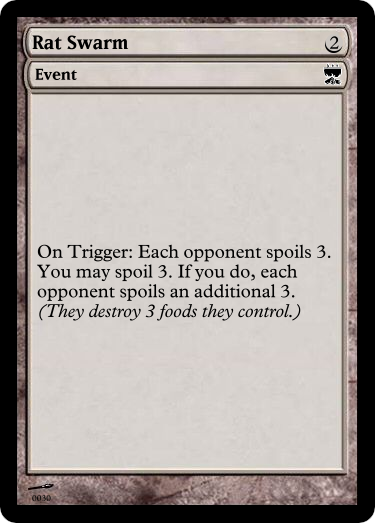 Rat Swarm 2
Event
On Trigger: Each opponent spoils 3.
You may spoil 3. If you do, each
opponent spoils an additional 3.
(They destroy 3 foods they control.)
0030